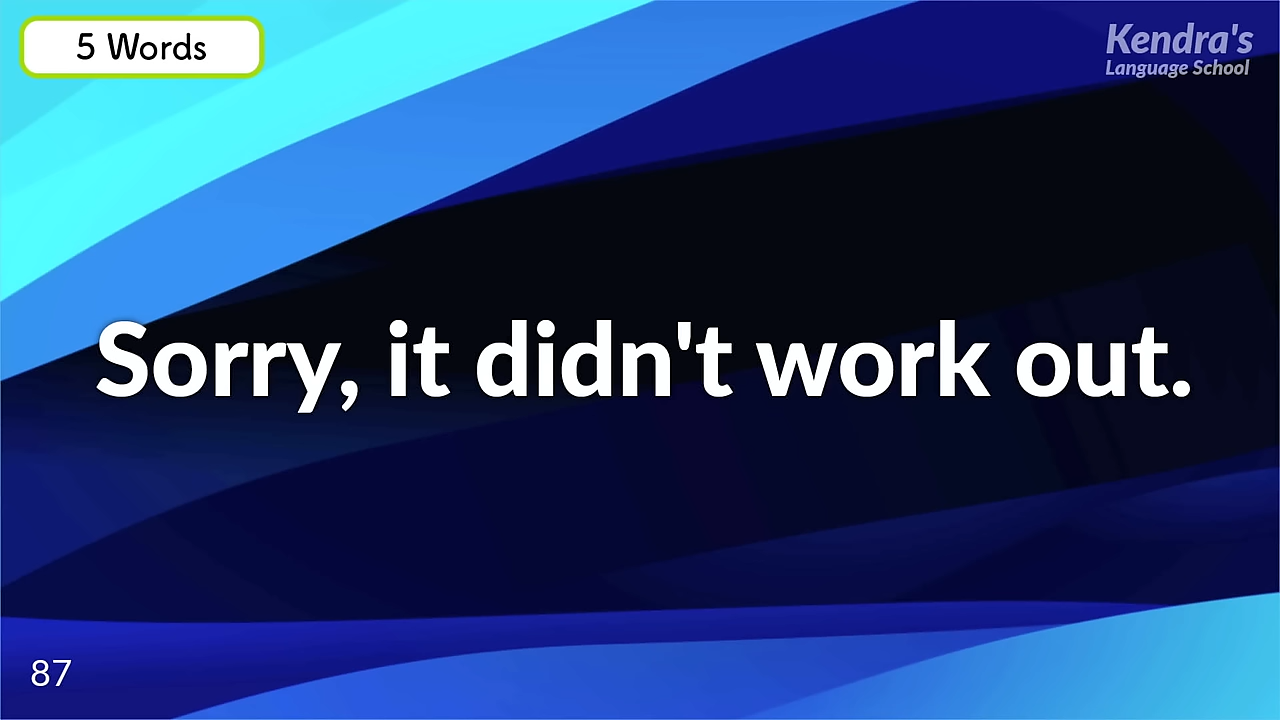 5 Words
Kendra's
Language School
Sorry, it didn't work out.
87